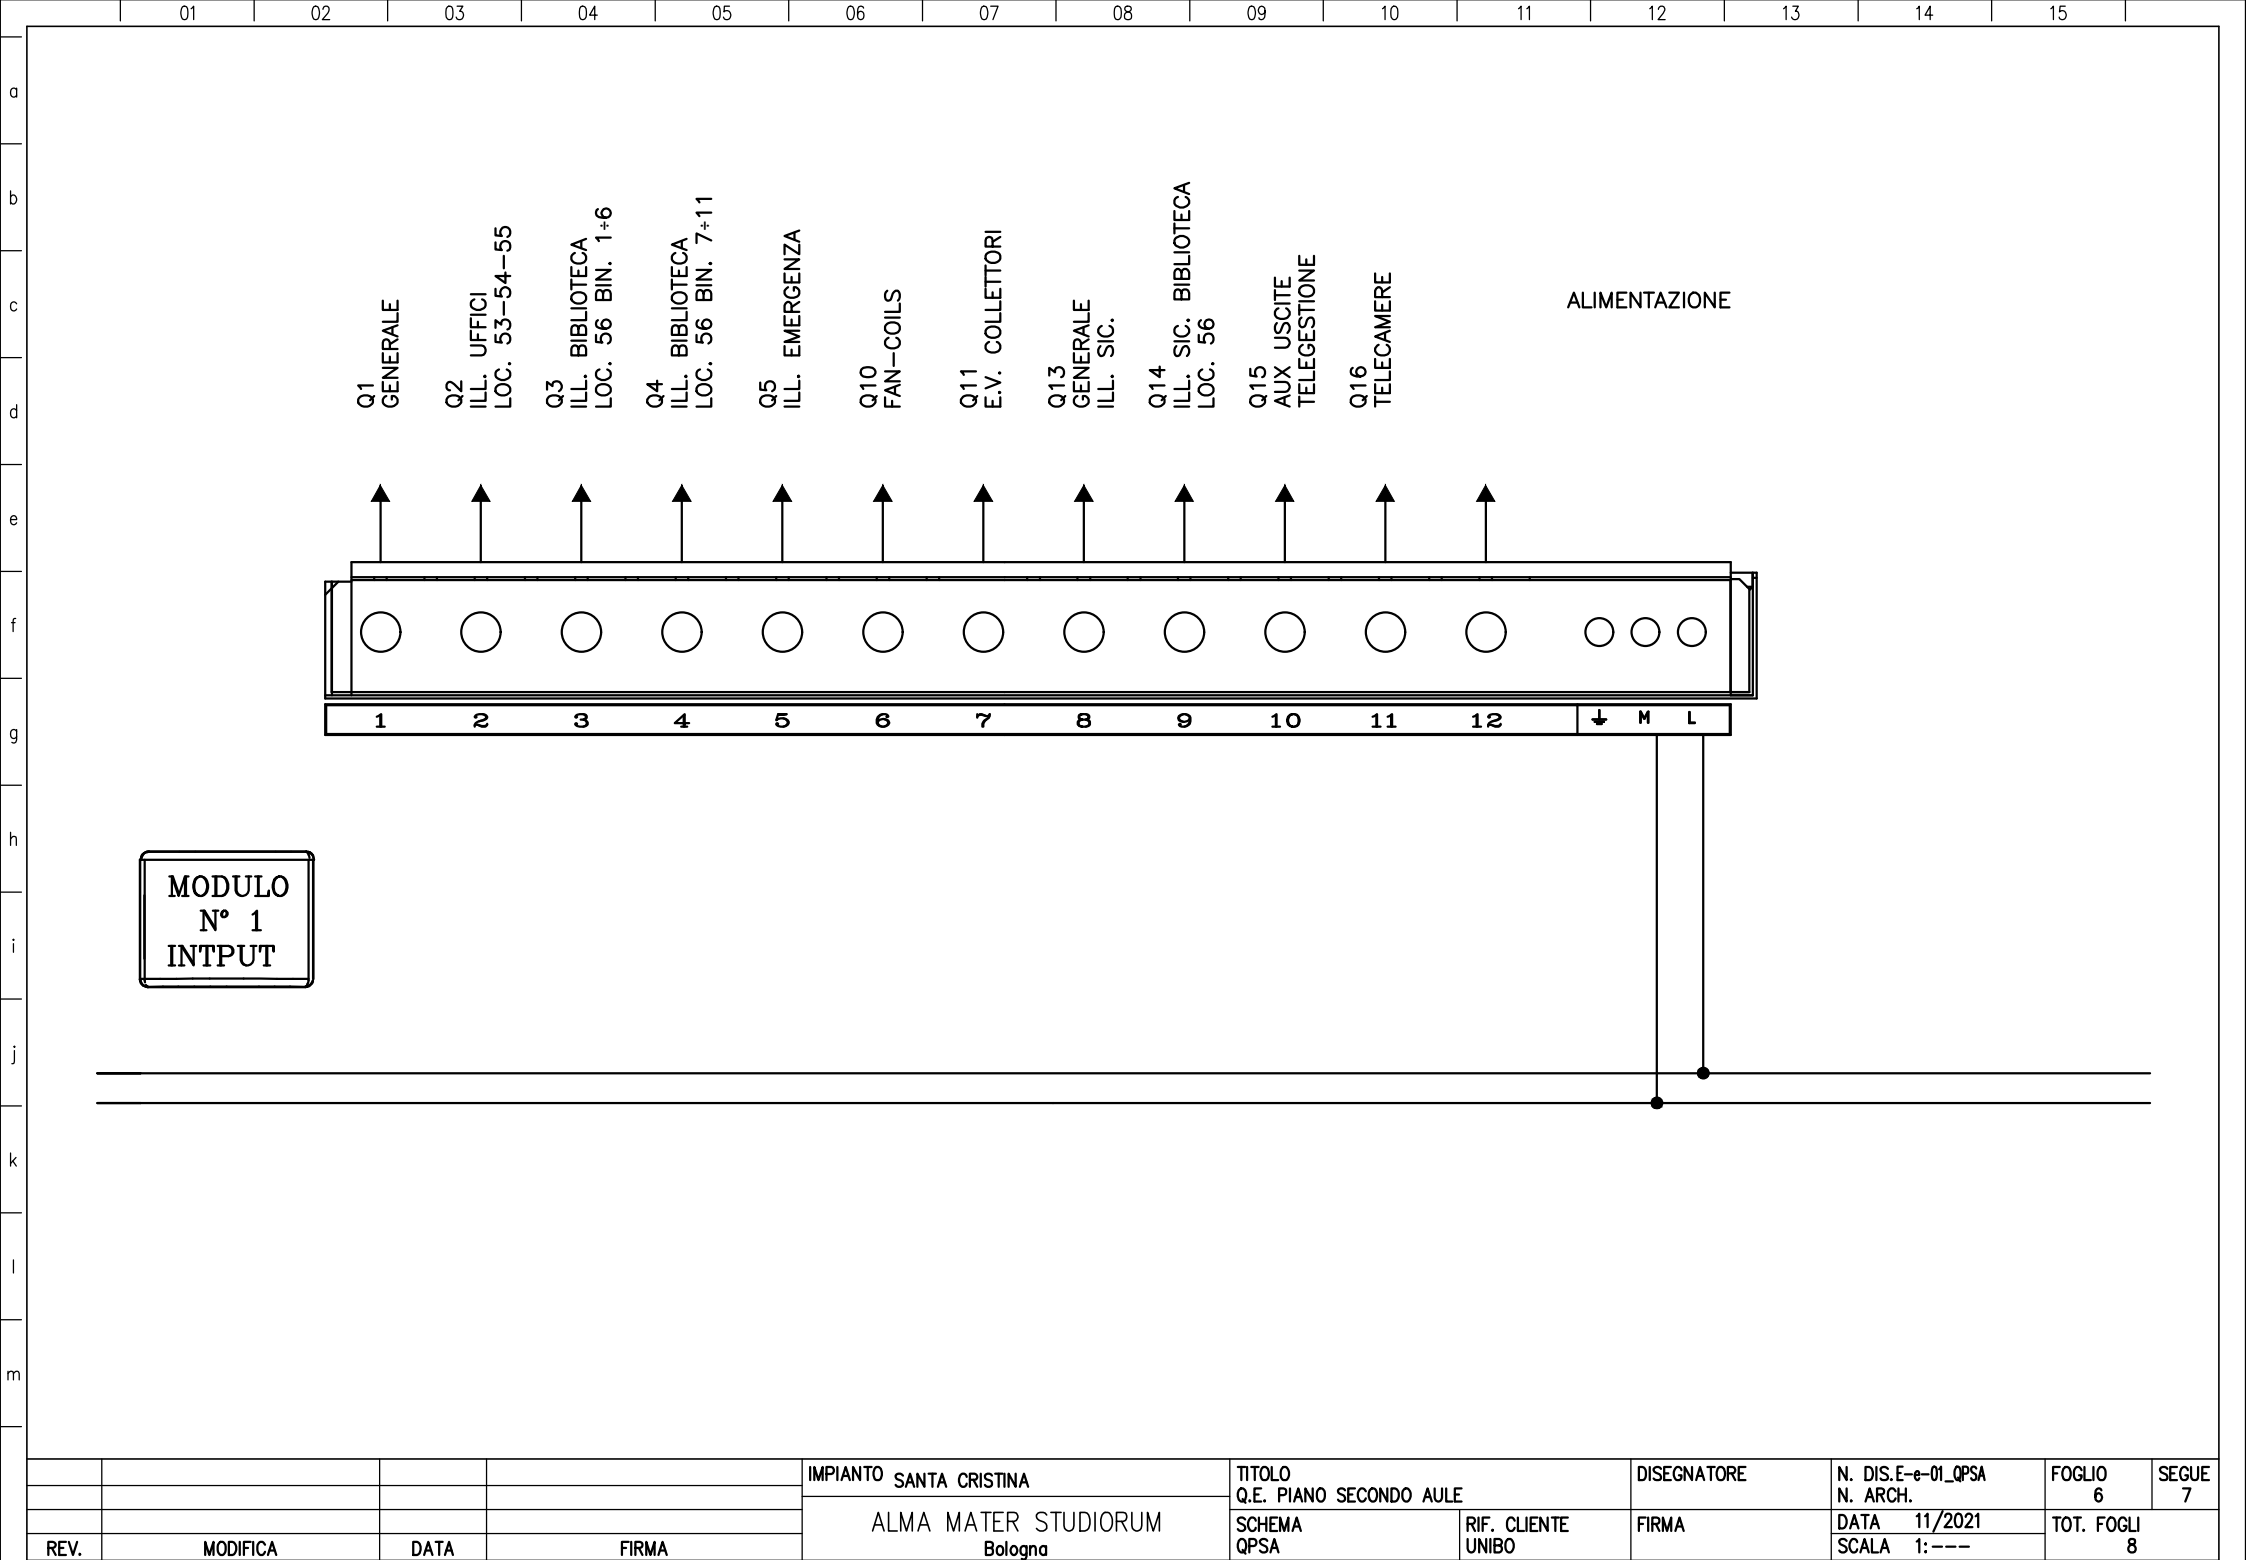 01 02 03 04 05 06 07 08 09 10 11 12 13 14 15
a
b
c
d
e
f
g
h
i
j
k
l
m
Q1
GENERALE
Q2
ILL. UFFICI
LOC. 53-54-55
Q3
ILL. BIBLIOTECA
LOC. 56 BIN. 1÷6
Q4
ILL. BIBLIOTECA
LOC. 56 BIN. 7÷11
Q5
ILL. EMERGENZA
Q10
FAN-COILS
Q11
E.V. COLLETTORI
Q13
GENERALE
ILL. SIC.
Q14
ILL. SIC. BIBLIOTECA
LOC. 56
Q15
AUX USCITE
TELEGESTIONE
Q16
TELECAMERE
ALIMENTAZIONE
1 2 3 4 5 6 7 8 9 10 11 12 M L
MODULO
N° 1
INTPUT
REV. MODIFICA DATA FIRMA
IMPIANTO SANTA CRISTINA
ALMA MATER STUDIORUM
Bologna
TITOLO
Q.E. PIANO SECONDO AULE
SCHEMA
QPSA
RIF. CLIENTE
UNIBO
DISEGNATORE
FIRMA
N. DIS.E-e-01_QPSA
N. ARCH.
DATA 11/2021
SCALA 1:---
FOGLIO
6
SEGUE
7
TOT. FOGLI
8